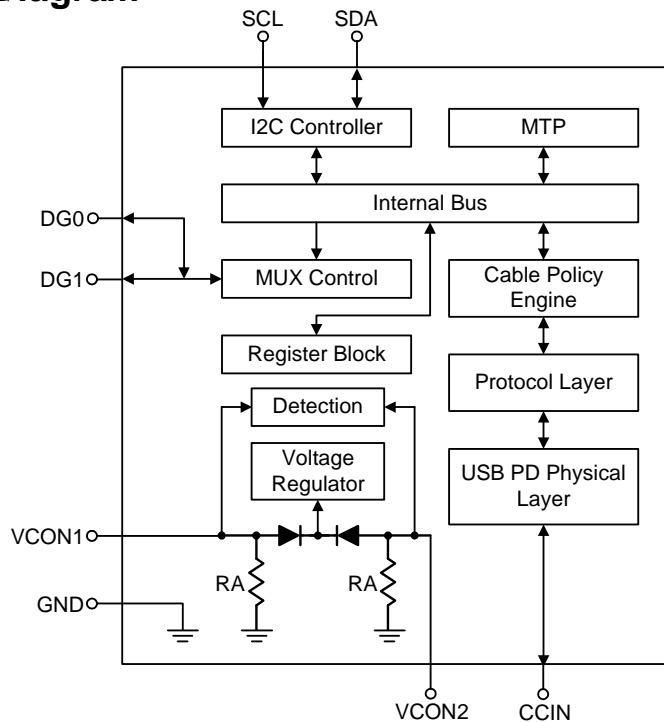 SCL SDA
I2C Controller
MTP
Internal Bus
DG0
DG1
MUX Control
Cable Policy
Engine
Register Block
Protocol Layer
Detection
Voltage
Regulator
USB PD Physical
Layer
VCON1
RA
RA
GND
VCON2
CCIN